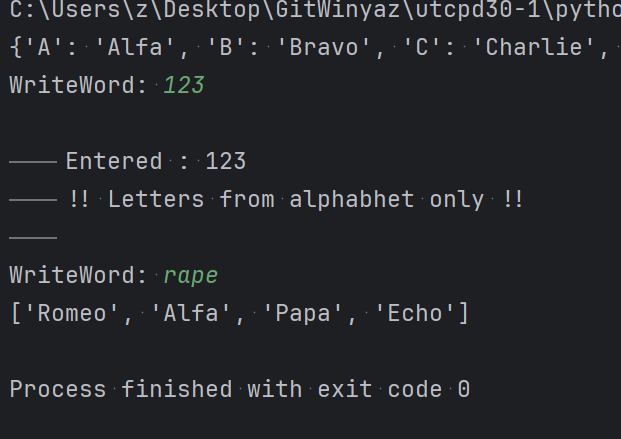 C:\Users\z\Desktop\GitWinyaz\utcpd30-1\pytho
{'A': 'Alfa', 'B': 'Bravo', 'C': 'Charlie',
WriteWord: 123
——— Entered : 123
——— !! Letters from alphabhet only !!
———
WriteWord: rape
['Romeo', 'Alfa', 'Papa', 'Echo']
Process finished with exit code 0